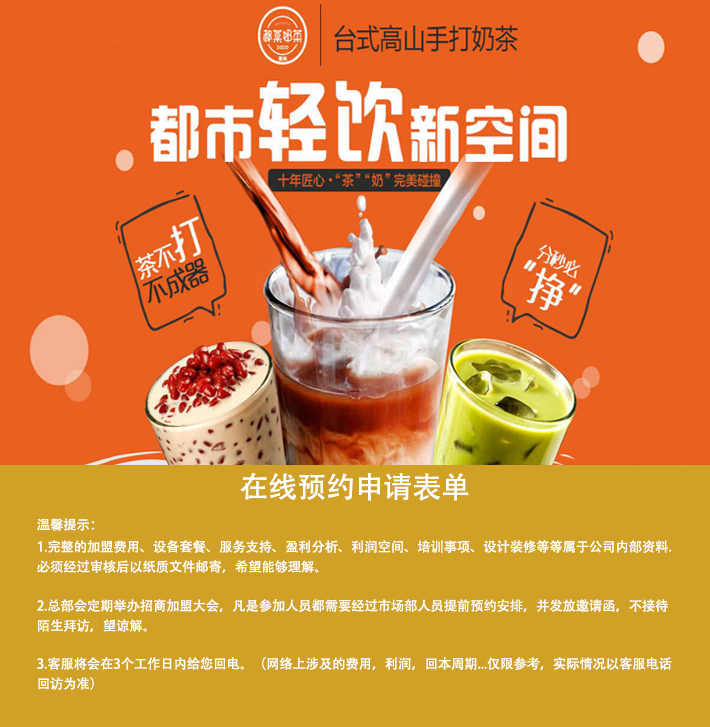 都茶奶茶
台式高山手打奶茶
都市轻饮新空间
十年匠心·“茶”“奶”完美碰撞
茶不打
不成器
分秒必
“挣”
在线预约申请表单
温馨提示：
1.完整的加盟费用、设备套餐、服务支持、盈利分析、利润空间、培训事项、设计装修等等属于公司内部资料.
必须经过审核后以纸质文件邮寄，希望能够理解。
2.总部会定期举办招商加盟大会，凡是参加人员都需要经过市场部人员提前预约安排，并发放邀请函，不接待
陌生拜访，望谅解。
3.客服将会在3个工作日内给您回电。（网络上涉及的费用，利润，回本周期...仅限参考，实际情况以客服电话
回访为准）